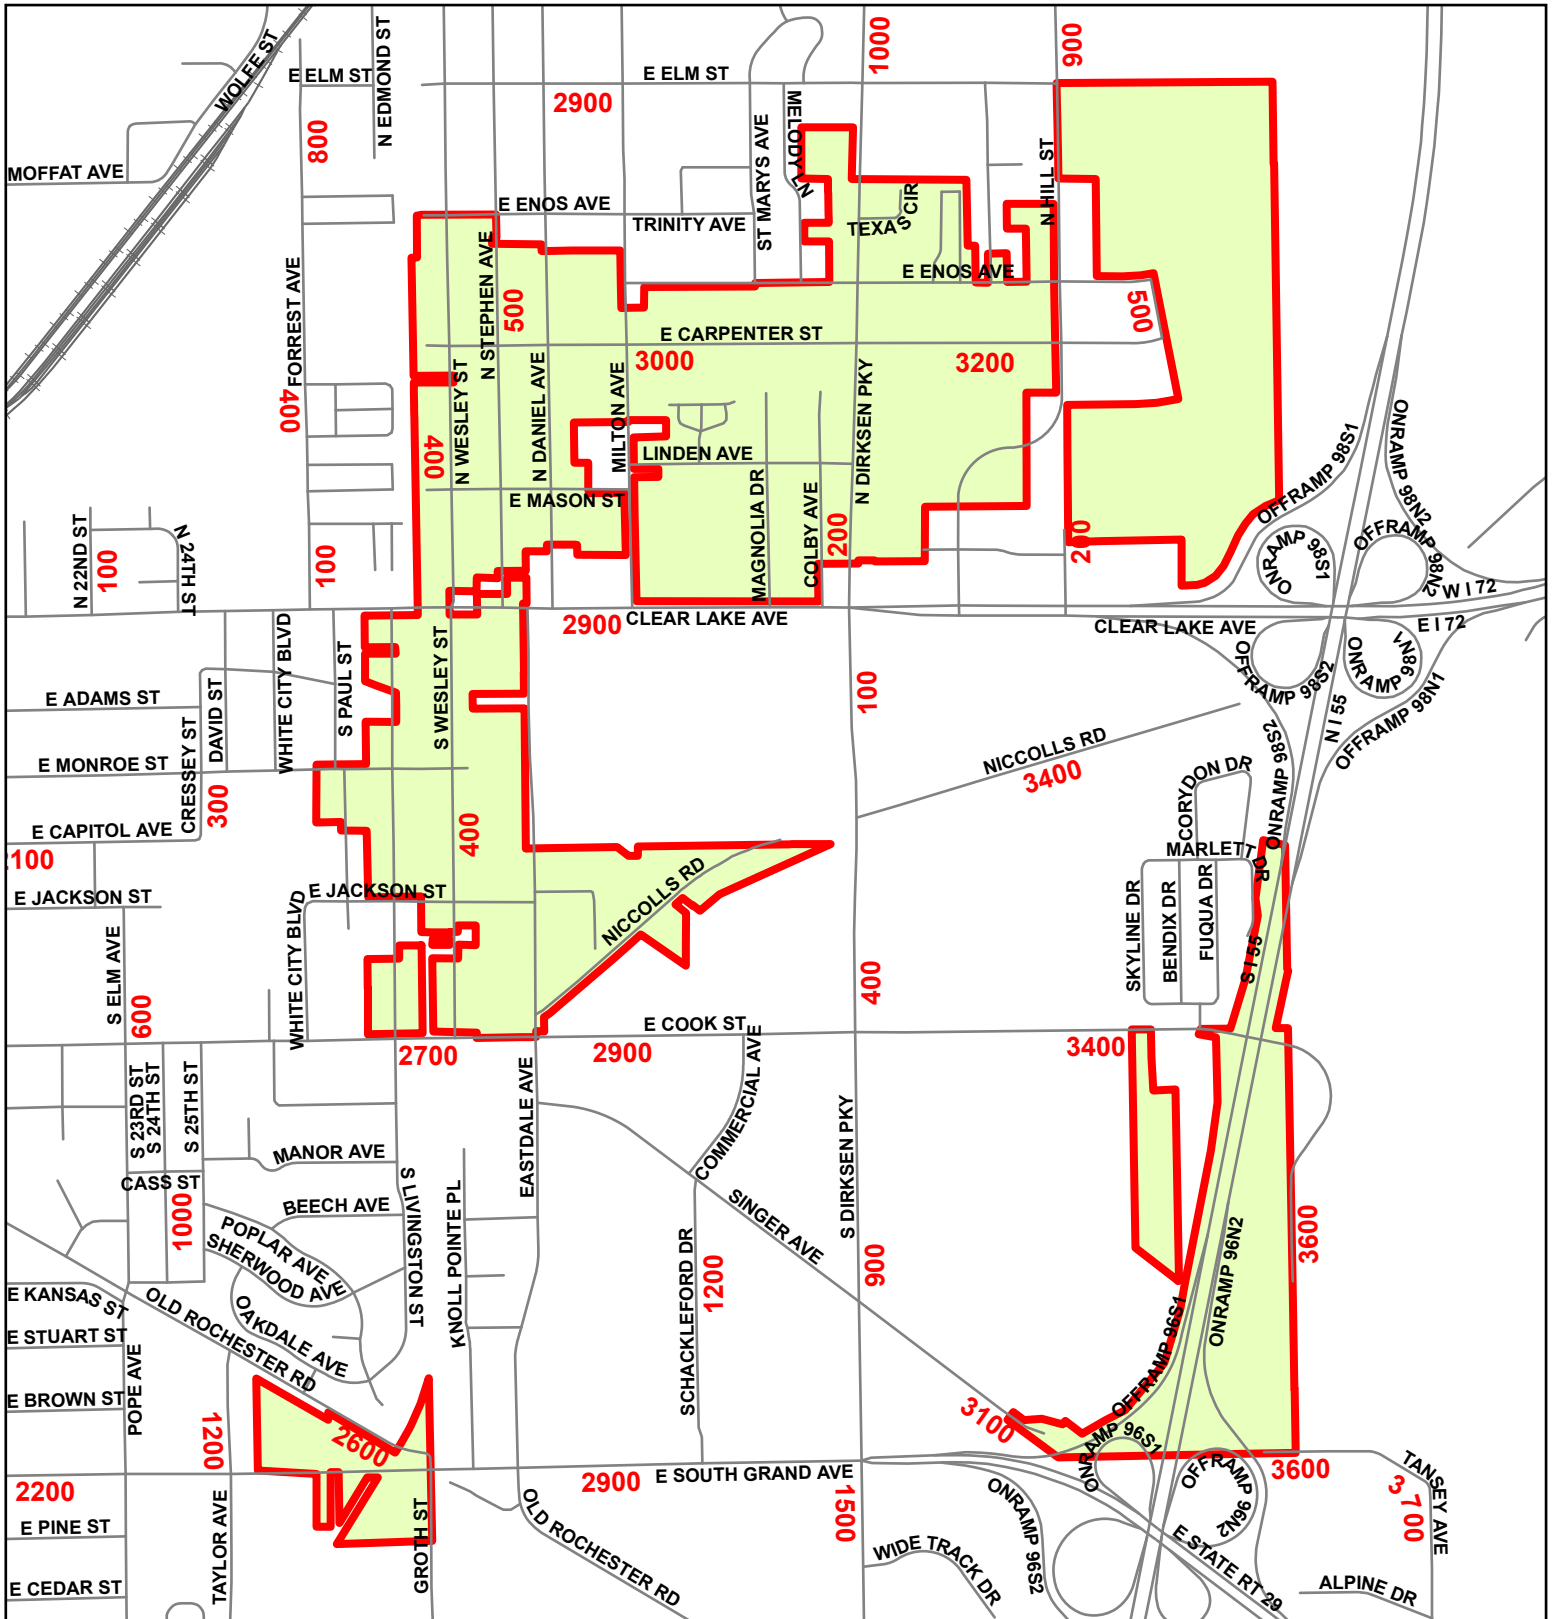 WOLFE ST
E ELM ST
N EDMOND ST
800
E ELM ST
2900
1000
900
MOFFAT AVE
ST MARYS AVE
MELODY LN
N HILL ST
E ENOS AVE
TRINITY AVE
TEXAS CIR
E ENOS AVE
FORREST AVE
N STEPHEN AVE
500
500
E CARPENTER ST
3000
3200
400
400
N WESLEY ST
N DANIEL AVE
MILTON AVE
LINDEN AVE
N DIRKSEN PKY
E MASON ST
MAGNOLIA DR
COLBY AVE
200
200
OFFRAMP 98S1
ONRAMP 98N2
ONRAMP 98S1
OFFRAMP 98N2
N 22ND ST
100
N 24TH ST
100
W I 72
E I 72
2900
CLEAR LAKE AVE
CLEAR LAKE AVE
OFFRAMP 98S2
ONRAMP 98N1
OFFRAMP 98N1
N I 55
ONRAMP 98S2
WHITE CITY BLVD
S PAUL ST
S WESLEY ST
100
E ADAMS ST
DAVID ST
CRESSEY ST
E MONROE ST
300
E CAPITOL AVE
2100
400
NICCOLLS RD
3400
CORYDON DR
MARLETT DR
E JACKSON ST
E JACKSON ST
NICCOLLS RD
SKYLINE DR
BENDIX DR
FUQUA DR
S I 55
S ELM AVE
600
WHITE CITY BLVD
400
E COOK ST
2700
2900
3400
S 23RD ST
S 24TH ST
S 25TH ST
EASTDALE AVE
COMMERCIAL AVE
S DIRKSEN PKY
MANOR AVE
CASS ST
1000
BEECH AVE
S LIVINGSTON ST
KNOLL POINTE PL
SINGER AVE
POPLAR AVE
SHERWOOD AVE E
SCHACKLEFORD DR
1200
900
ONRAMP 96N2
3600
E KANSAS ST
OLD ROCHESTER RD
OAKDALE AVE
E STUART ST
POPE AVE
E BROWN ST
OFFRAMP 96S1
1200
2600
3100
ONRAMP 96S1
OFFRAMP 96N2
2200
2900
E SOUTH GRAND AVE
3600
TANSEY AVE
3700
E PINE ST
TAYLOR AVE
GROTH ST
OLD ROCHESTER RD
1500
ONRAMP 96S2
WIDE TRACK DR
E STATE RT 29
E CEDAR ST
ALPINE DR